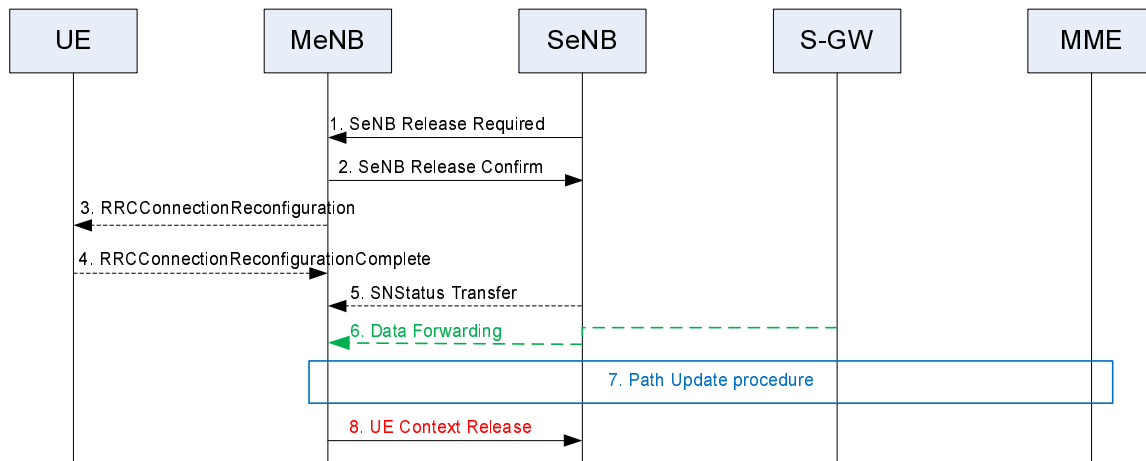 UE
MeNB
SeNB
S-GW
MME
1. SeNB Release Required
2. SeNB Release Confirm
3. RRCConnectionReconfiguration
4. RRCConnectionReconfigurationComplete
5. SNStatus Transfer
6. Data Forwarding
7. Path Update procedure
8. UE Context Release